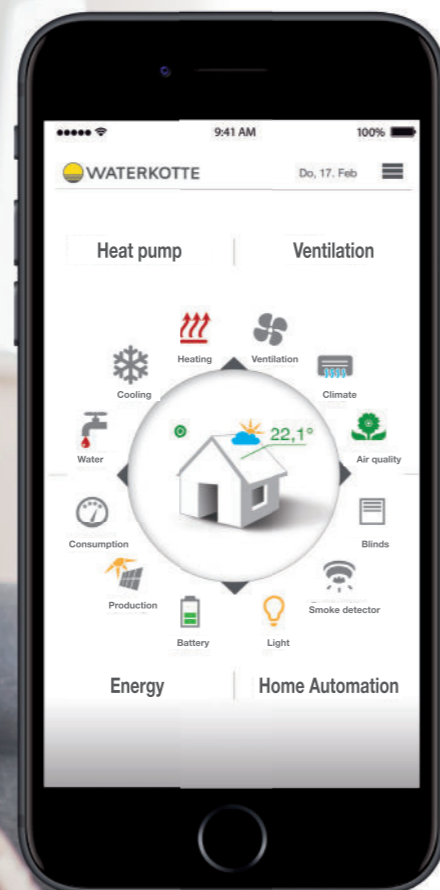 9:41 AM
100%
WATERKOTTE
Do, 17. Feb
Heat pump
Ventilation
Heating
Ventilation
Cooling
Climate
Water
22,1°
Air quality
Consumption
Blinds
Production
Smoke detector
Battery
Light
Energy
Home Automation